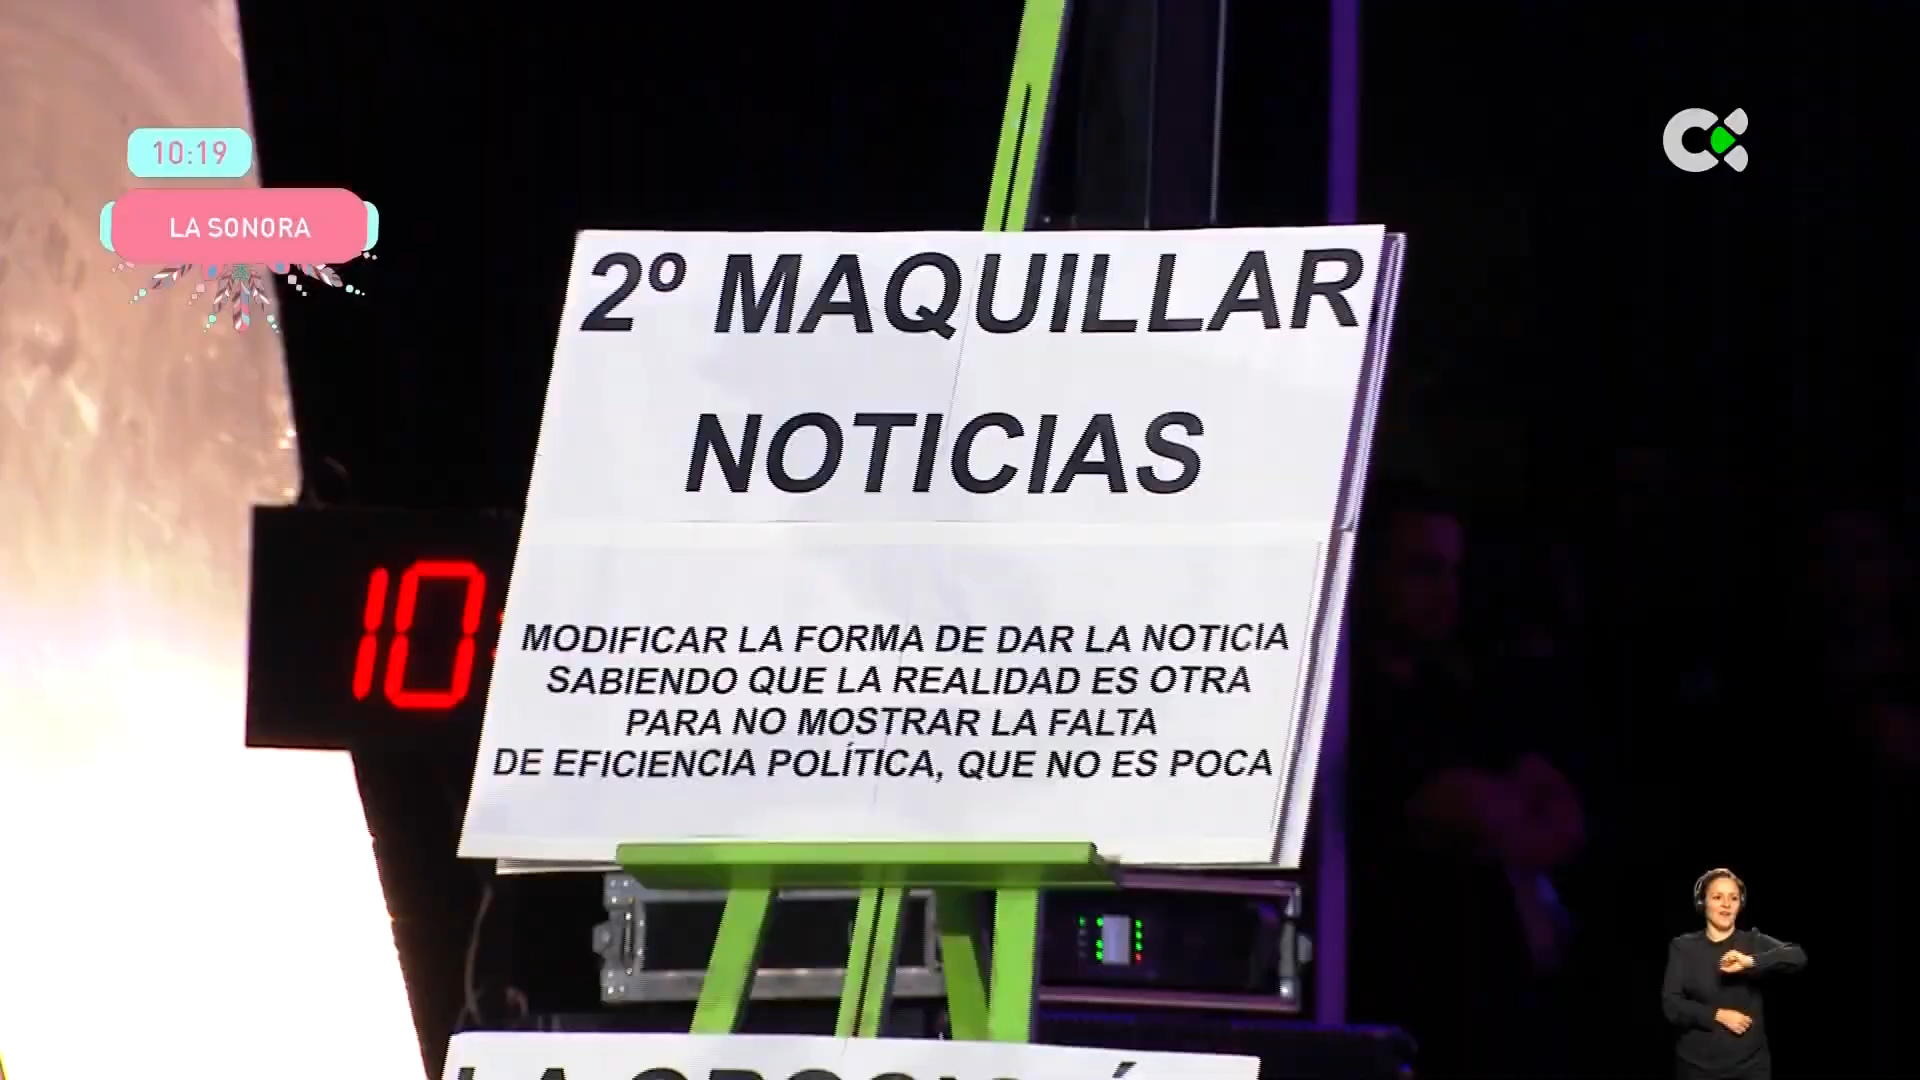 10:19
LA SONORA
2º MAQUILLAR
NOTICIAS
10
MODIFICAR LA FORMA DE DAR LA NOTICIA
SABIENDO QUE LA REALIDAD ES OTRA
PARA NO MOSTRAR LA FALTA
DE EFICIENCIA POLÍTICA, QUE NO ES POCA